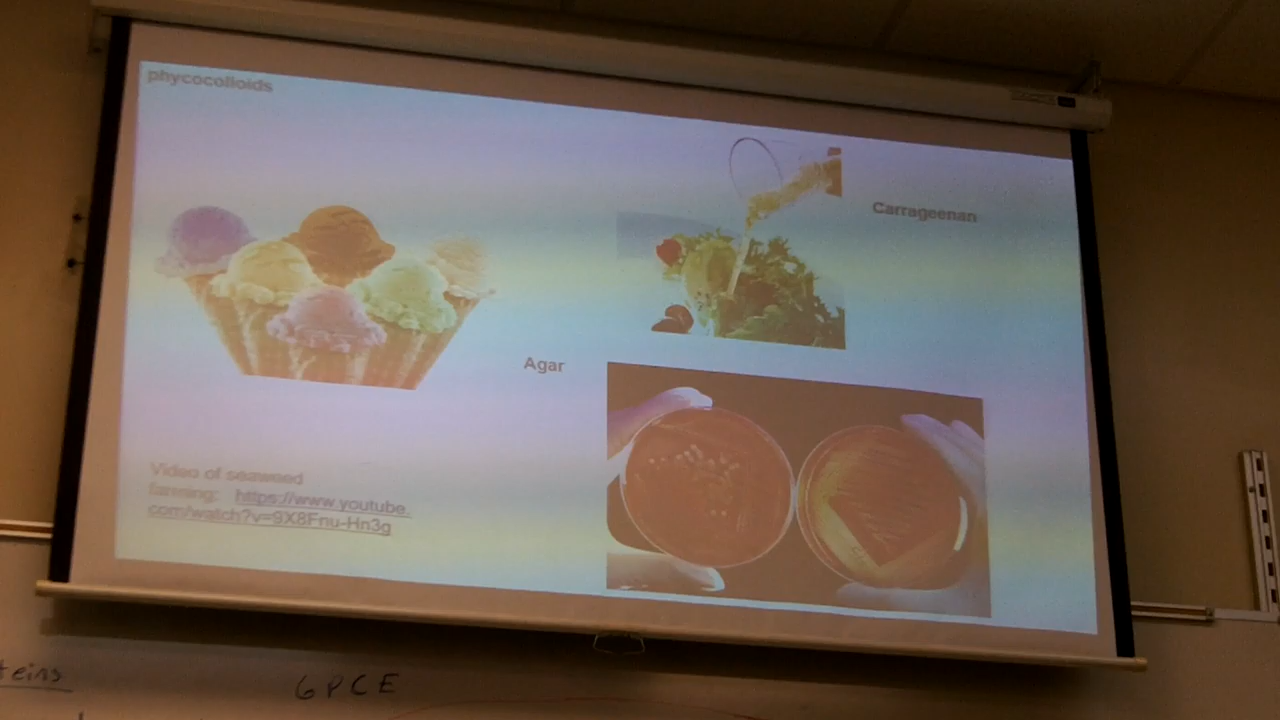 phycocolloids
Carrageenan
Agar
Video of seaweed
farming: https://www.youtube.
com/watch?v=9X8Fnu-Hn3g
teins
GPCE